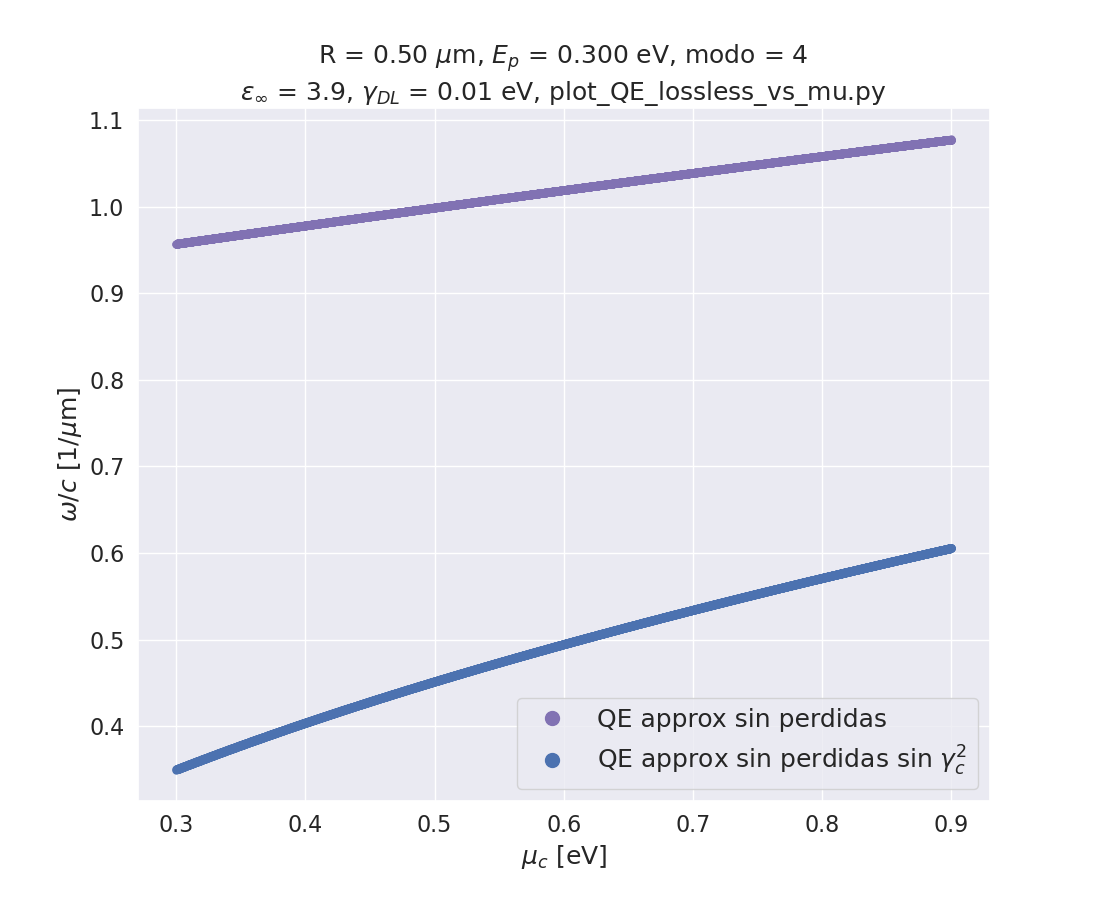 R = 0.50 μm, E_p = 0.300 eV, modo = 4
ε_∞ = 3.9, γ_DL = 0.01 eV, plot_QE_lossless_vs_mu.py
1.1
1.0
0.9
0.8
0.7
0.6
0.5
0.4
ω/c [1/μm]
QE approx sin perdidas
QE approx sin perdidas sin γ_c^2
0.3 0.4 0.5 0.6 0.7 0.8 0.9
μ_c [eV]